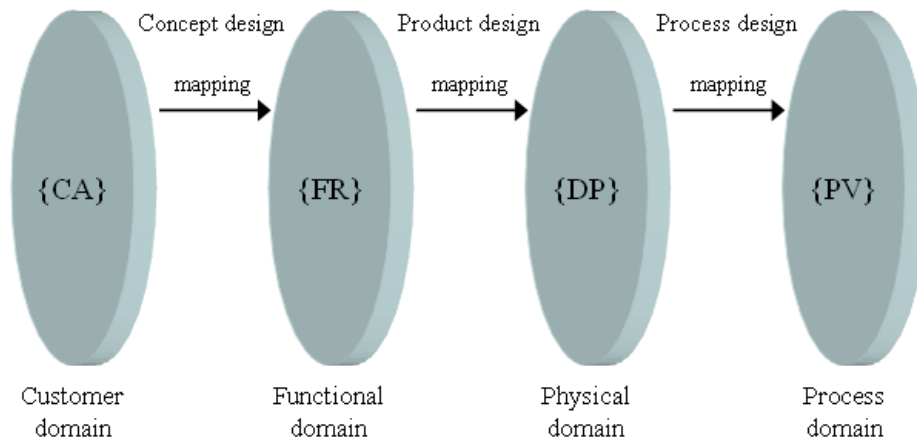 Concept design
Product design
Process design
mapping
mapping
mapping
{CA}
{FR}
{DP}
{PV}
Customer
domain
Functional
domain
Physical
domain
Process
domain